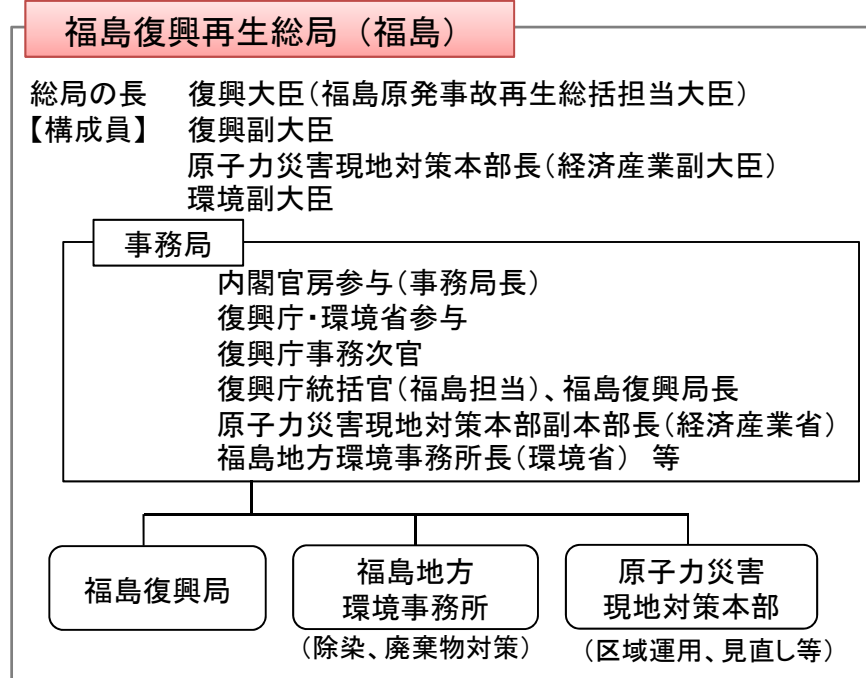 福島復興再生総局（福島）
総局の長 復興大臣（福島原発事故再生総括担当大臣）
【構成員】 復興副大臣
原子力災害現地対策本部長（経済産業副大臣）
環境副大臣
事務局
内閣官房参与（事務局長）
復興庁・環境省参与
復興庁事務次官
復興庁統括官（福島担当）、福島復興局長
原子力災害現地対策本部副本部長（経済産業省）
福島地方環境事務所長（環境省） 等
福島復興局
福島地方
環境事務所
（除染、廃棄物対策）
原子力災害
現地対策本部
（区域運用、見直し等）